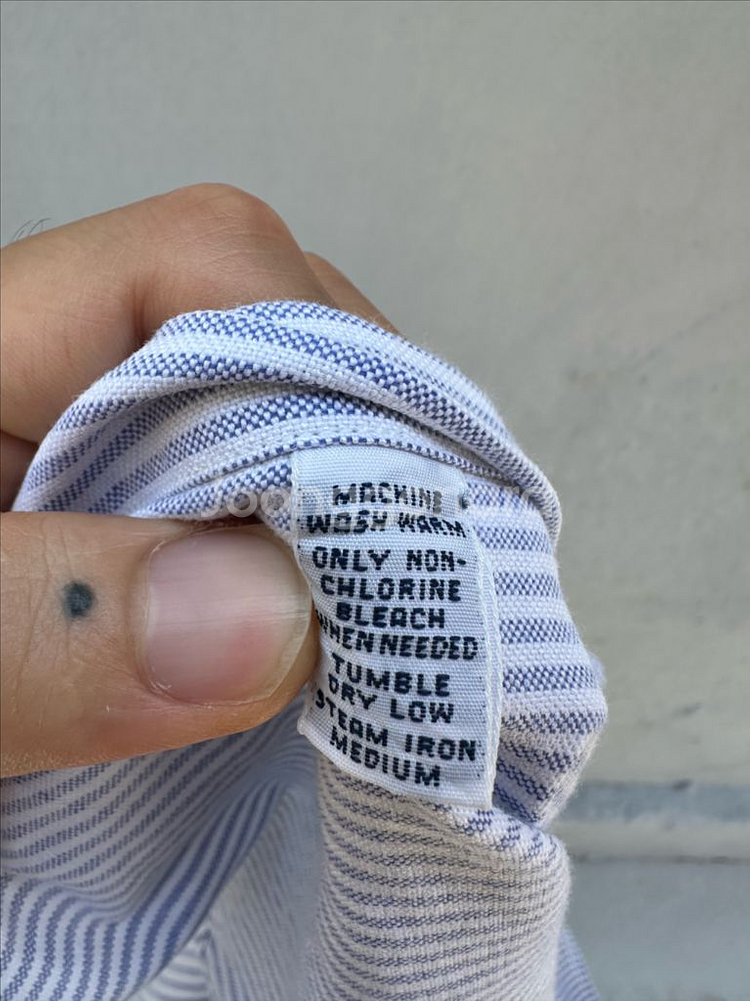 MACHINE
WASH WARM
ONLY NON-
CHLORINE
BLEACH
WHEN NEEDED
TUMBLE
DRY LOW
STEAM IRON
MEDIUM